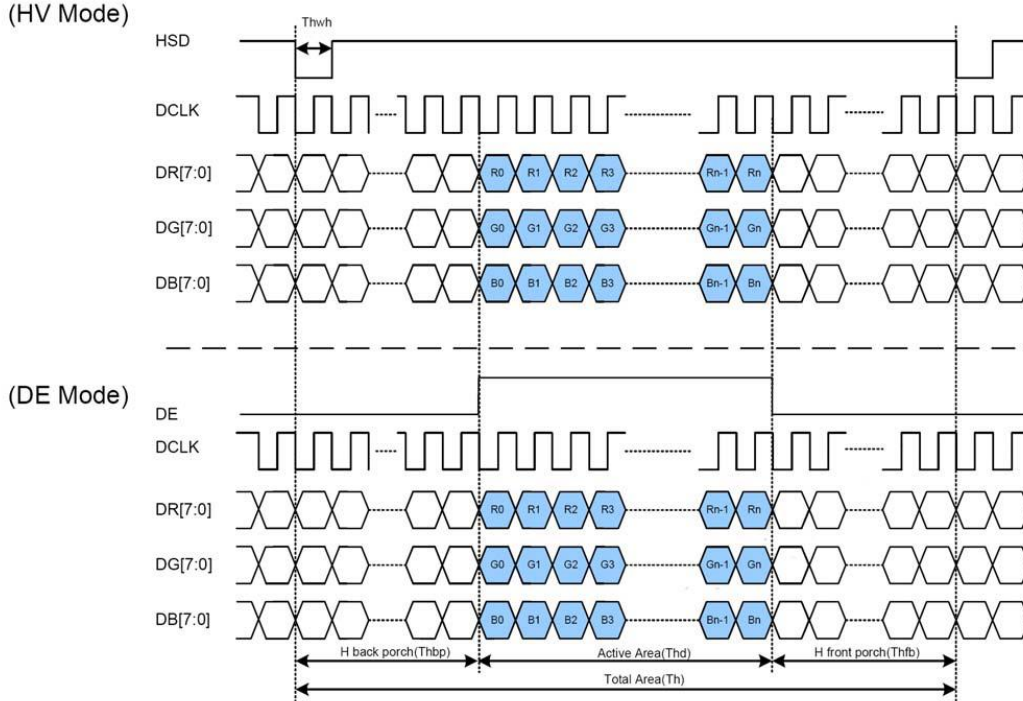 (HV Mode)
Thwh
HSD
DCLK
DR[7:0] R0 R1 R2 R3 Rn-1 Rn
DG[7:0] G0 G1 G2 G3 Gn-1 Gn
DB[7:0] B0 B1 B2 B3 Bn-1 Bn
(DE Mode)
DE
DCLK
DR[7:0] R0 R1 R2 R3 Rn-1 Rn
DG[7:0] G0 G1 G2 G3 Gn-1 Gn
DB[7:0] B0 B1 B2 B3 Bn-1 Bn
H back porch(Thbp) Active Area(Thd) H front porch(Thfb)
Total Area(Th)